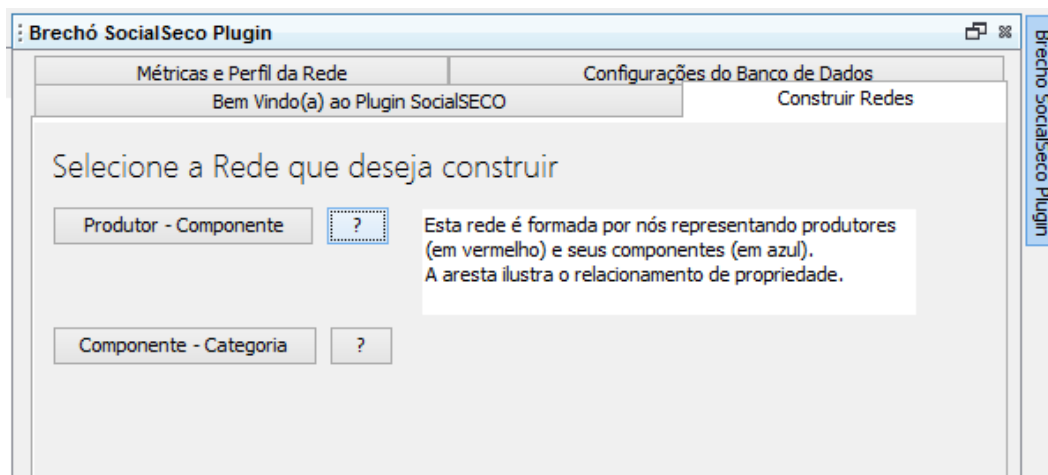 Brechó SocialSeco Plugin
Métricas e Perfil da Rede
Configurações do Banco de Dados
Bem Vindo(a) ao Plugin SocialSECO
Construir Redes
Selecione a Rede que deseja construir
Produtor - Componente
?
Esta rede é formada por nós representando produtores
(em vermelho) e seus componentes (em azul).
A aresta ilustra o relacionamento de propriedade.
Componente - Categoria
?
Brechó SocialSeco Plugin